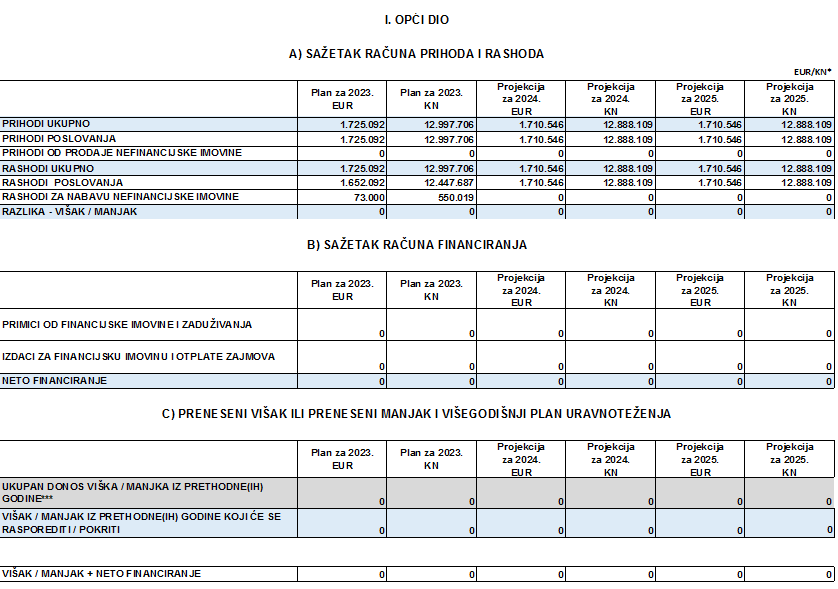 I. OPĆI DIO
A) SAŽETAK RAČUNA PRIHODA I RASHODA
EUR/KN*
Plan za 2023. EUR Plan za 2023. KN Projekcija za 2024. EUR Projekcija za 2024. KN Projekcija za 2025. EUR Projekcija za 2025. KN
PRIHODI UKUPNO 1.725.092 12.997.706 1.710.546 12.888.109 1.710.546 12.888.109
PRIHODI POSLOVANJA 1.725.092 12.997.706 1.710.546 12.888.109 1.710.546 12.888.109
PRIHODI OD PRODAJE NEFINANCIJSKE IMOVINE 0 0 0 0 0 0
RASHODI UKUPNO 1.725.092 12.997.706 1.710.546 12.888.109 1.710.546 12.888.109
RASHODI POSLOVANJA 1.652.092 12.447.687 1.710.546 12.888.109 1.710.546 12.888.109
RASHODI ZA NABAVU NEFINANCIJSKE IMOVINE 73.000 550.019 0 0 0 0
RAZLIKA - VIŠAK / MANJAK 0 0 0 0 0 0
B) SAŽETAK RAČUNA FINANCIRANJA
Plan za 2023. EUR Plan za 2023. KN Projekcija za 2024. EUR Projekcija za 2024. KN Projekcija za 2025. EUR Projekcija za 2025. KN
PRIMICI OD FINANCIJSKE IMOVINE I ZADUŽIVANJA 0 0 0 0 0 0
IZDACI ZA FINANCIJSKU IMOVINU I OTPLATE ZAJMOVA 0 0 0 0 0 0
NETO FINANCIRANJE 0 0 0 0 0 0
C) PRENESENI VIŠAK ILI PRENESENI MANJAK I VIŠEGODIŠNJI PLAN URAVNOTEŽENJA
Plan za 2023. EUR Plan za 2023. KN Projekcija za 2024. EUR Projekcija za 2024. KN Projekcija za 2025. EUR Projekcija za 2025. KN
UKUPAN DONOS VIŠKA / MANJKA IZ PRETHODNE(IH)
GODINE*** 0 0 0 0 0 0
VIŠAK / MANJAK IZ PRETHODNE(IH) GODINE KOJI ĆE SE
RASPOREDITI / POKRITI 0 0 0 0 0 0
VIŠAK / MANJAK + NETO FINANCIRANJE 0 0 0 0 0 0